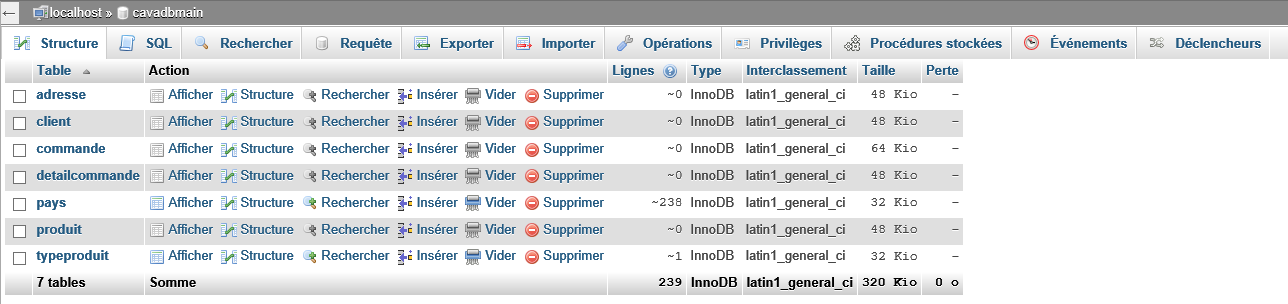 ← localhost » cavadbmain
Structure SQL Rechercher Requête Exporter Importer Opérations Privilèges Procédures stockées Événements Déclencheurs
Table Action Lignes ? Type Interclassement Taille Perte
adresse Afficher Structure Rechercher Insérer Vider Supprimer ~0 InnoDB latin1_general_ci 48 Kio -
client Afficher Structure Rechercher Insérer Vider Supprimer ~0 InnoDB latin1_general_ci 48 Kio -
commande Afficher Structure Rechercher Insérer Vider Supprimer ~0 InnoDB latin1_general_ci 64 Kio -
detailcommande Afficher Structure Rechercher Insérer Vider Supprimer ~0 InnoDB latin1_general_ci 48 Kio -
pays Afficher Structure Rechercher Insérer Vider Supprimer ~238 InnoDB latin1_general_ci 32 Kio -
produit Afficher Structure Rechercher Insérer Vider Supprimer ~0 InnoDB latin1_general_ci 48 Kio -
typeproduit Afficher Structure Rechercher Insérer Vider Supprimer ~1 InnoDB latin1_general_ci 32 Kio -
7 tables Somme 239 InnoDB latin1_general_ci 320 Kio 0 o